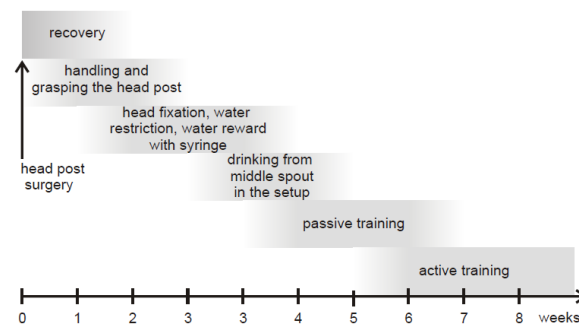 recovery
handling and
grasping the head post
head fixation, water
restriction, water reward
with syringe
head post
surgery
drinking from
middle spout
in the setup
passive training
active training
0 1 2 3 3 4 5 6 7 8 weeks